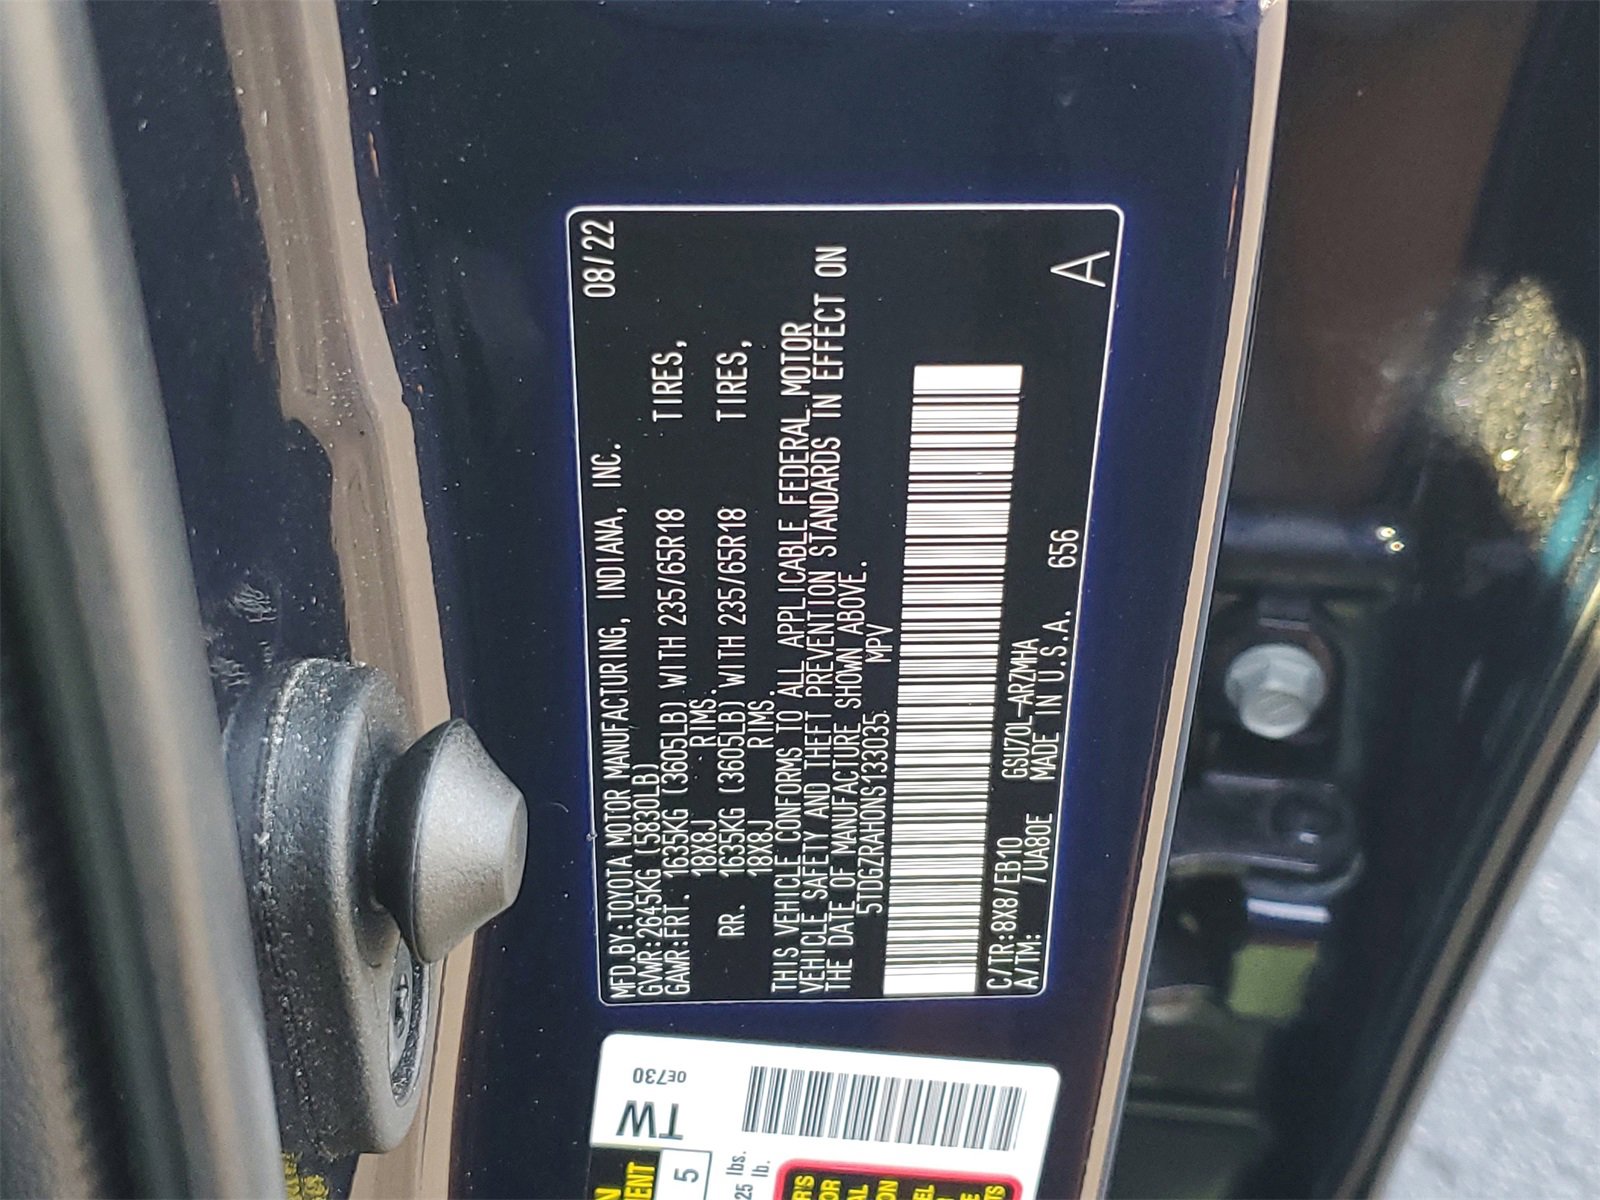 MFD.BY:TOYOTA MOTOR MANUFACTURING, INDIANA, INC. 08/22
GVWR:2645KG (5830LB)
GAWR:FRT. 1635KG (3605LB) WITH 235/65R18 TIRES,
18X8J RIMS.
RR. 1635KG (3605LB) WITH 235/65R18 TIRES,
18X8J RIMS.
THIS VEHICLE CONFORMS TO ALL APPLICABLE FEDERAL MOTOR
VEHICLE SAFETY AND THEFT PREVENTION STANDARDS IN EFFECT ON
THE DATE OF MANUFACTURE SHOWN ABOVE.
5TDGZRAH0NS133035 MPV
C/TR:8X8/EB10 GSU70L-ARZMHA
A/TM: /UA80E MADE IN U.S.A. 656
A
0E730
TW
5
lbs.
25 lb.